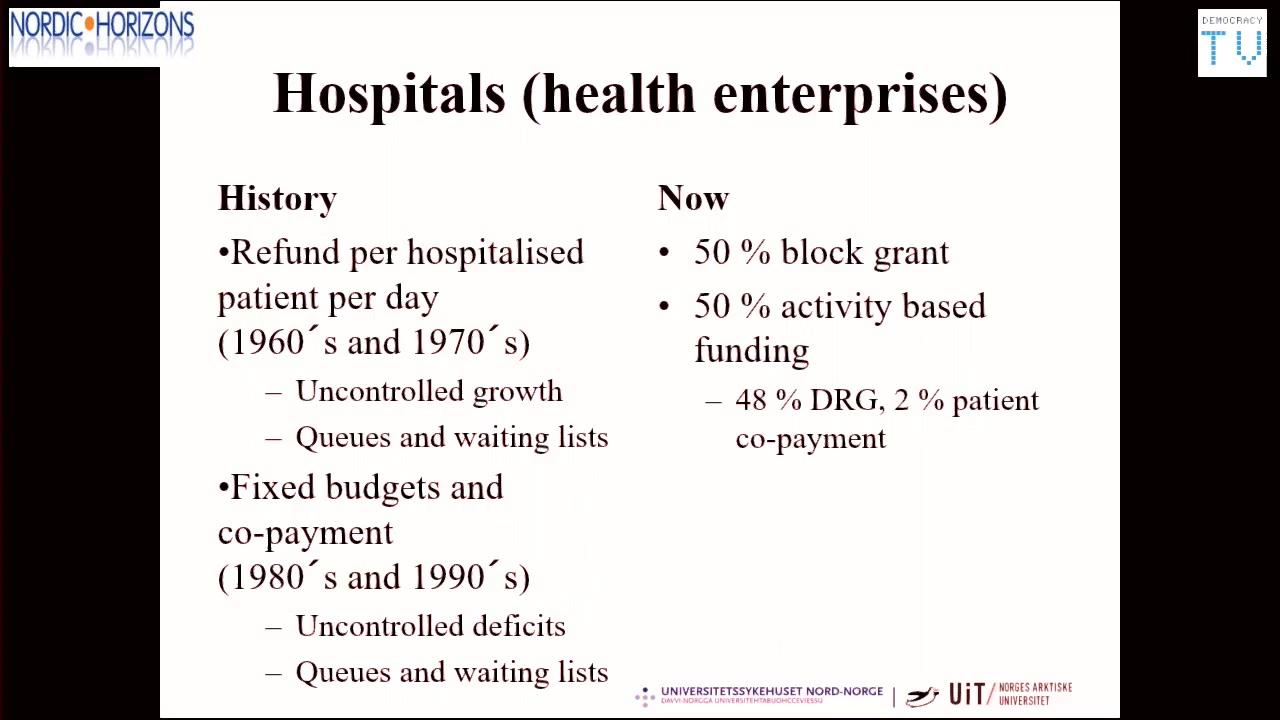 NORDIC•HORIZONS
DEMOCRACY
TV
Hospitals (health enterprises)
History
•Refund per hospitalised
patient per day
(1960´s and 1970´s)
– Uncontrolled growth
– Queues and waiting lists
•Fixed budgets and
co-payment
(1980´s and 1990´s)
– Uncontrolled deficits
– Queues and waiting lists
Now
• 50 % block grant
• 50 % activity based
funding
– 48 % DRG, 2 % patient
co-payment
UNIVERSITETSSYKEHUSET NORD-NORGE
DAVVI-NORGGA UNIVERSITEHTABUOHCCEVIESSU
UiT / NORGES ARKTISKE
UNIVERSITET